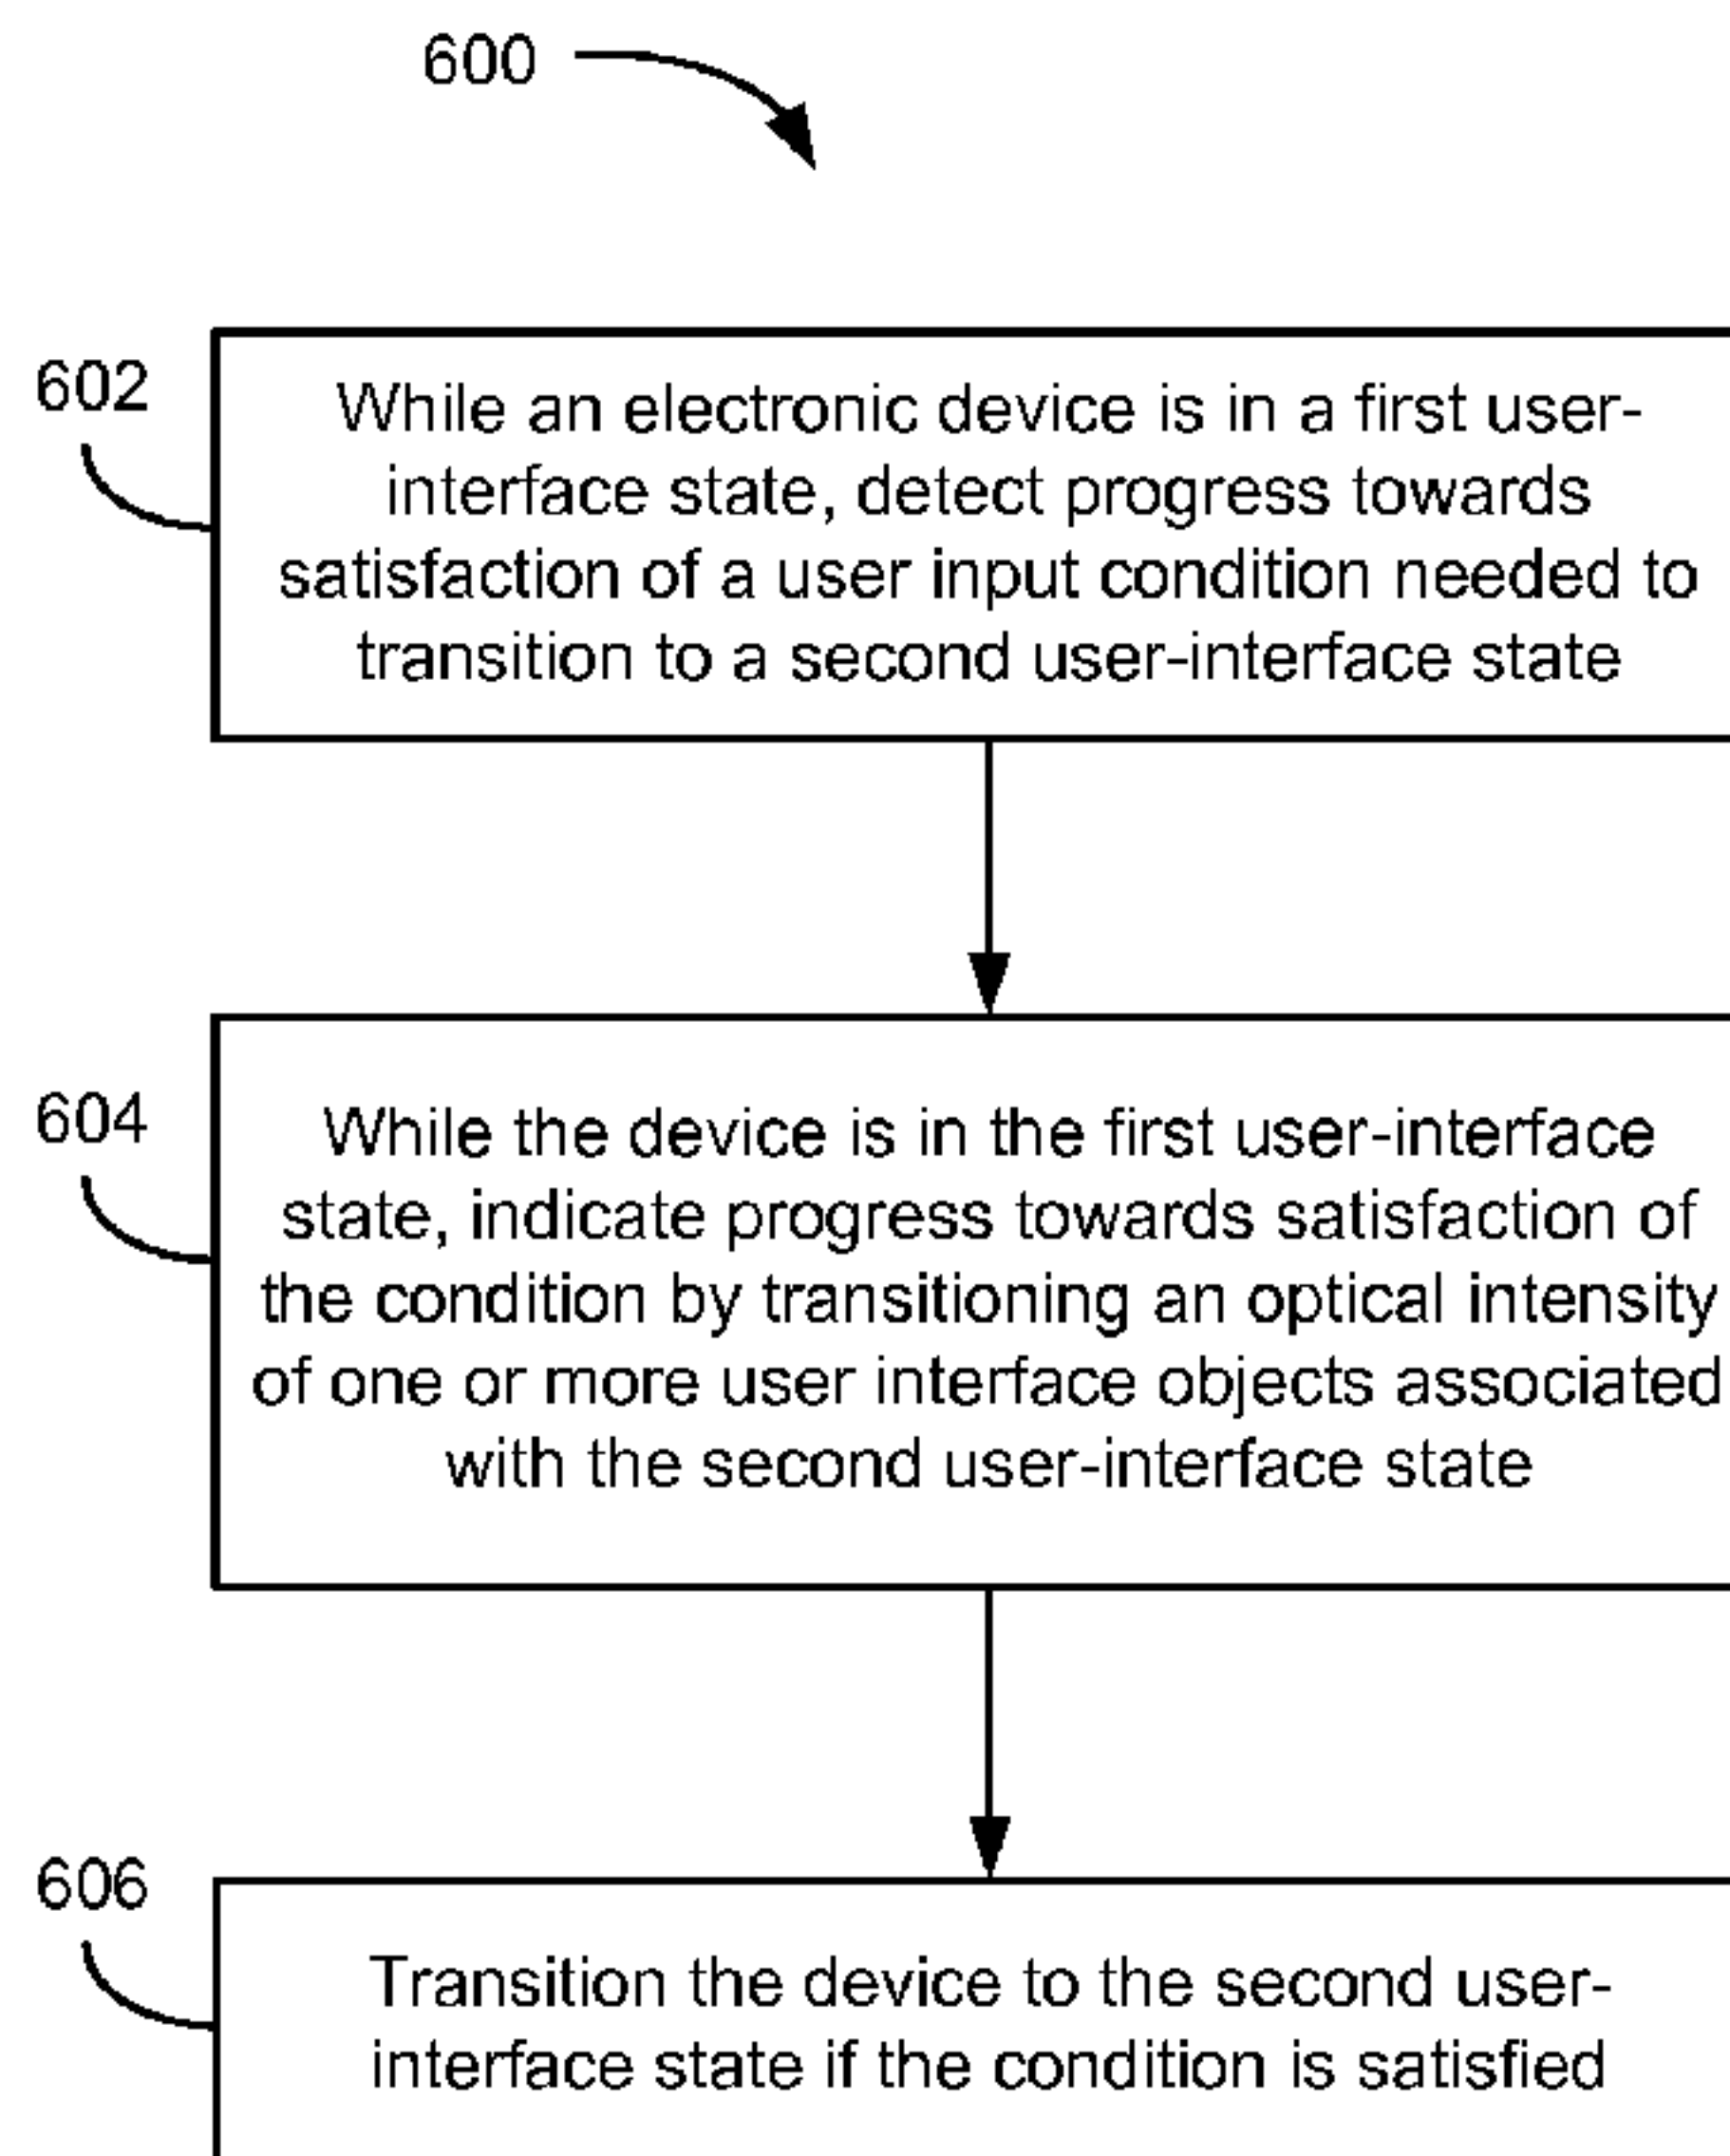 600
602
While an electronic device is in a first user-
interface state, detect progress towards
satisfaction of a user input condition needed to
transition to a second user-interface state
604
While the device is in the first user-interface
state, indicate progress towards satisfaction of
the condition by transitioning an optical intensity
of one or more user interface objects associated
with the second user-interface state
606
Transition the device to the second user-
interface state if the condition is satisfied